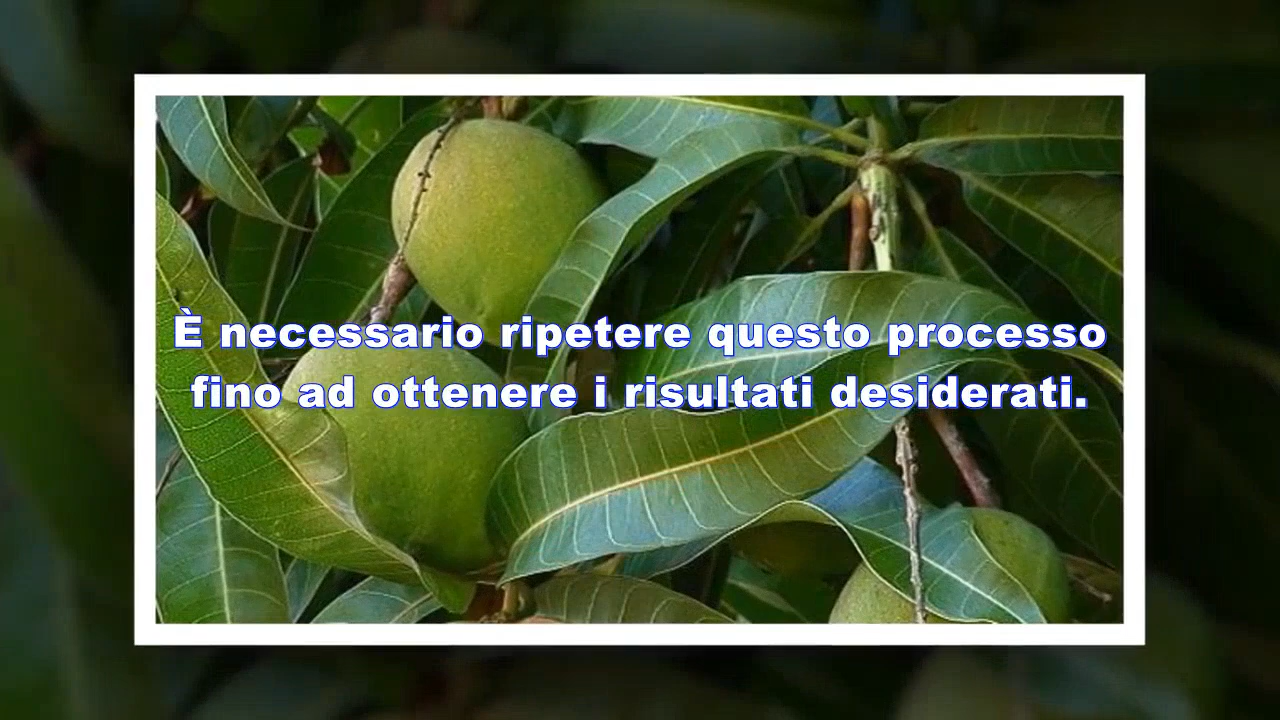 È necessario ripetere questo processo
fino ad ottenere i risultati desiderati.